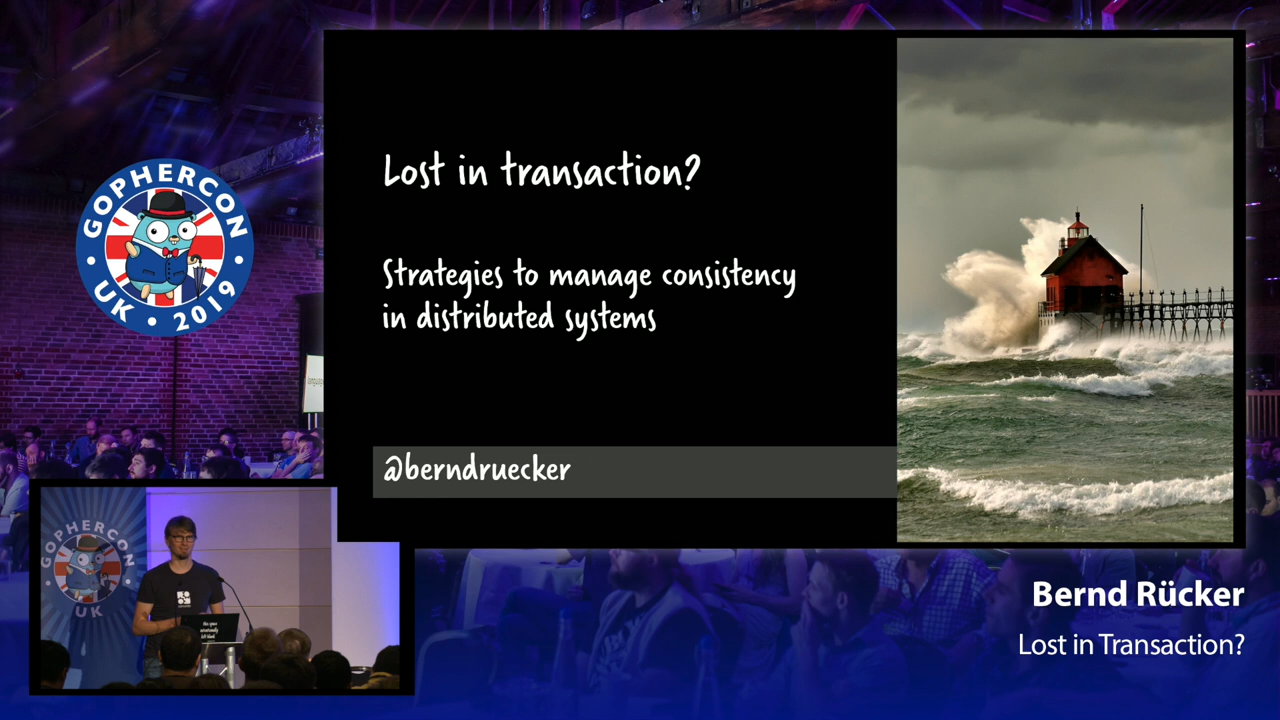 GOPHERCON
UK • 2019
Lost in transaction?
Strategies to manage consistency
in distributed systems
@berndruecker
GOPHERCON
UK
Bernd Rücker
Lost in Transaction?